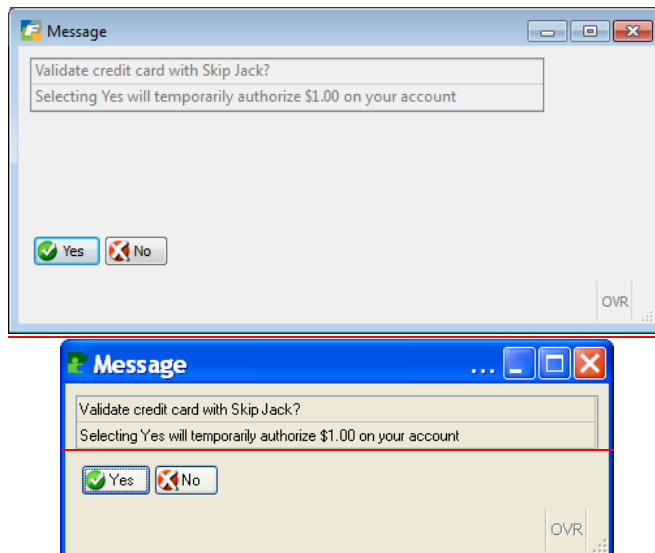 Message
Validate credit card with Skip Jack?
Selecting Yes will temporarily authorize $1.00 on your account
Yes No
OVR
Message ...
Validate credit card with Skip Jack?
Selecting Yes will temporarily authorize $1.00 on your account
Yes No
OVR